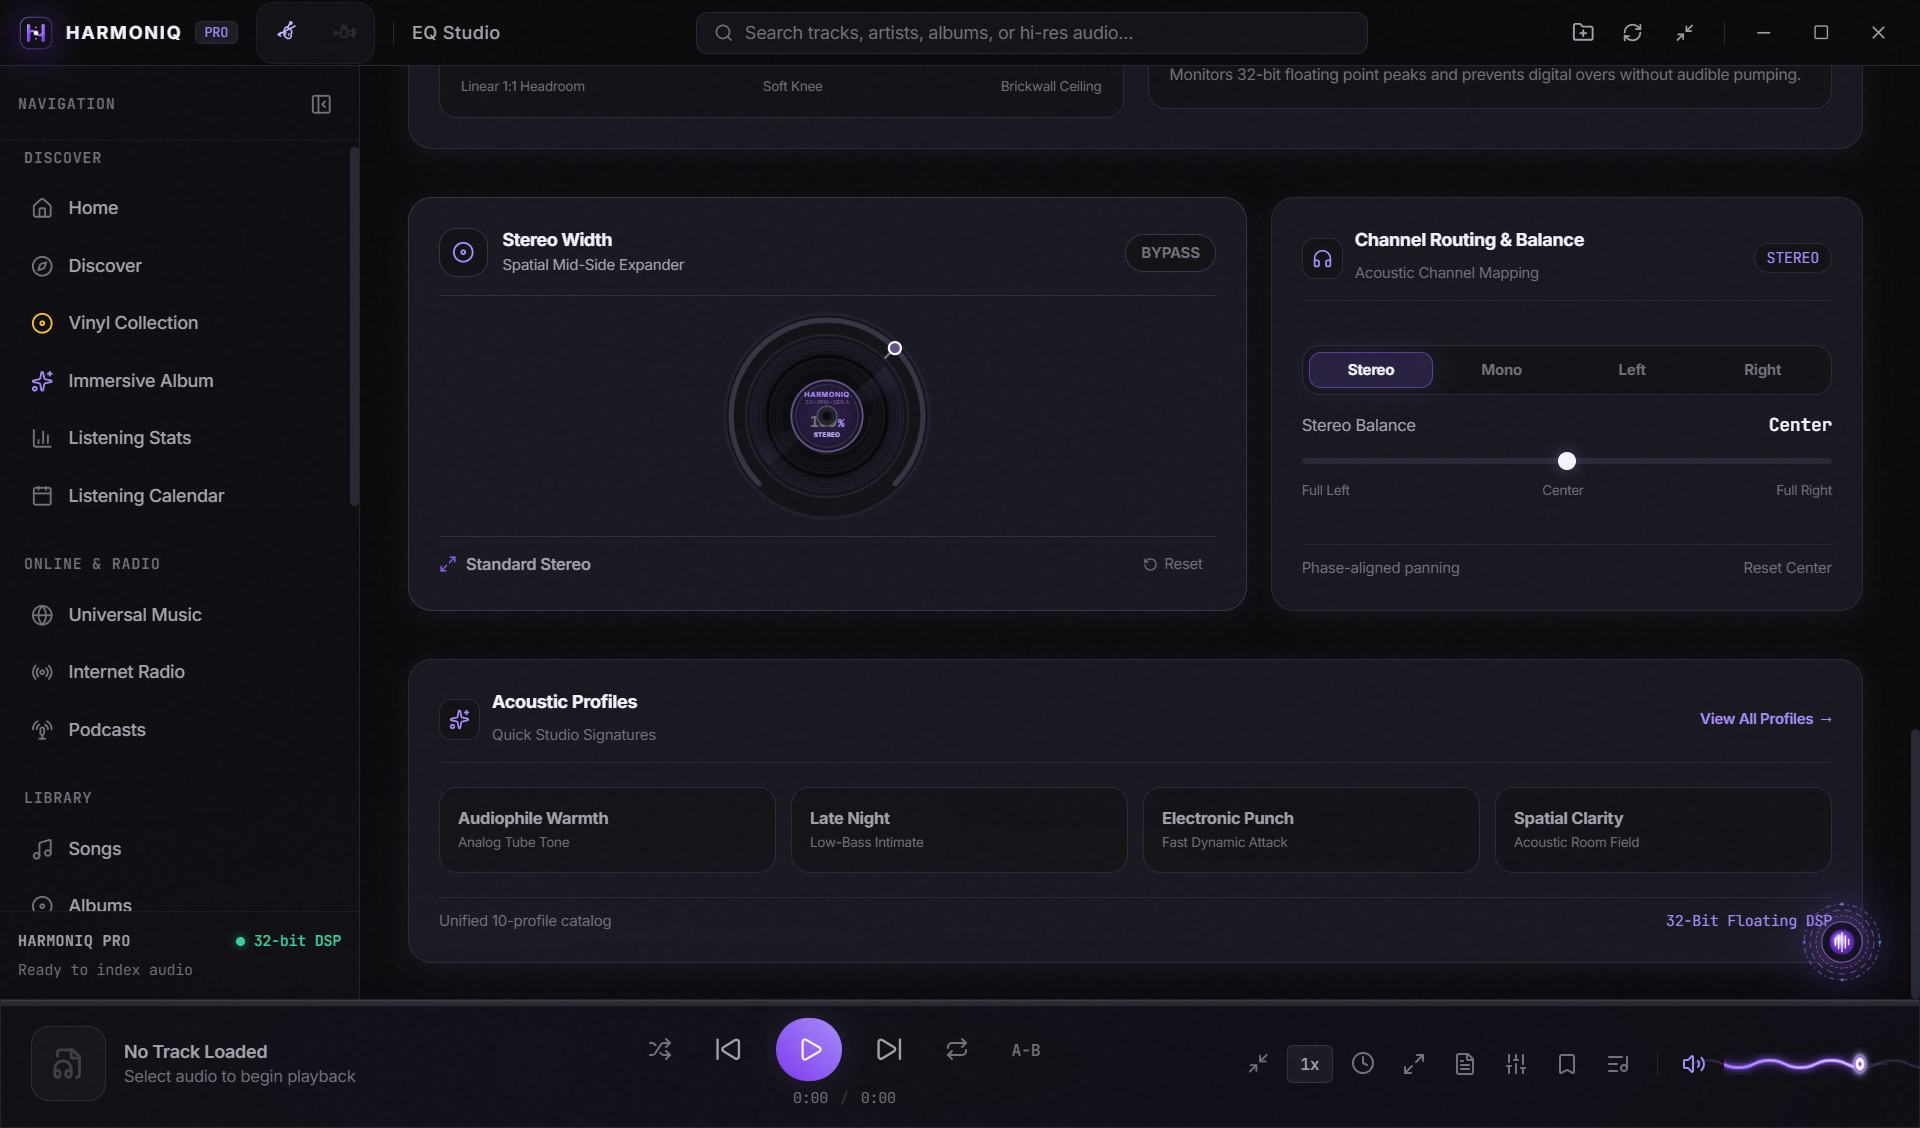 HARMONIQ PRO
EQ Studio
Search tracks, artists, albums, or hi-res audio...
NAVIGATION
DISCOVER
Home
Discover
Vinyl Collection
Immersive Album
Listening Stats
Listening Calendar
ONLINE & RADIO
Universal Music
Internet Radio
Podcasts
LIBRARY
Songs
Albums
HARMONIQ PRO
32-bit DSP
Ready to index audio
Linear 1:1 Headroom
Soft Knee
Brickwall Ceiling
Monitors 32-bit floating point peaks and prevents digital overs without audible pumping.
Stereo Width
Spatial Mid-Side Expander
BYPASS
HARMONIQ
STEREO
Standard Stereo
Reset
Channel Routing & Balance
Acoustic Channel Mapping
STEREO
Stereo
Mono
Left
Right
Stereo Balance
Center
Full Left
Center
Full Right
Phase-aligned panning
Reset Center
Acoustic Profiles
Quick Studio Signatures
View All Profiles →
Audiophile Warmth
Analog Tube Tone
Late Night
Low-Bass Intimate
Electronic Punch
Fast Dynamic Attack
Spatial Clarity
Acoustic Room Field
Unified 10-profile catalog
32-Bit Floating DSP
No Track Loaded
Select audio to begin playback
A-B
0:00 / 0:00
1x